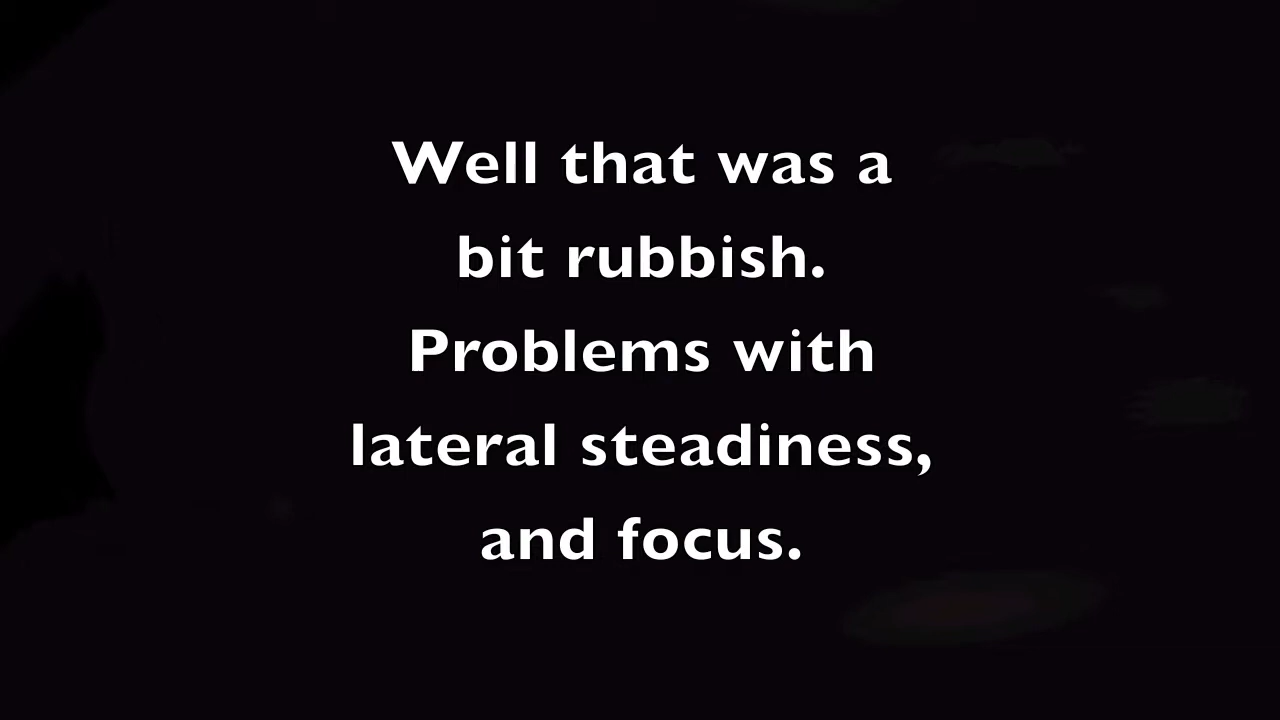 Well that was a
bit rubbish.
Problems with
lateral steadiness,
and focus.